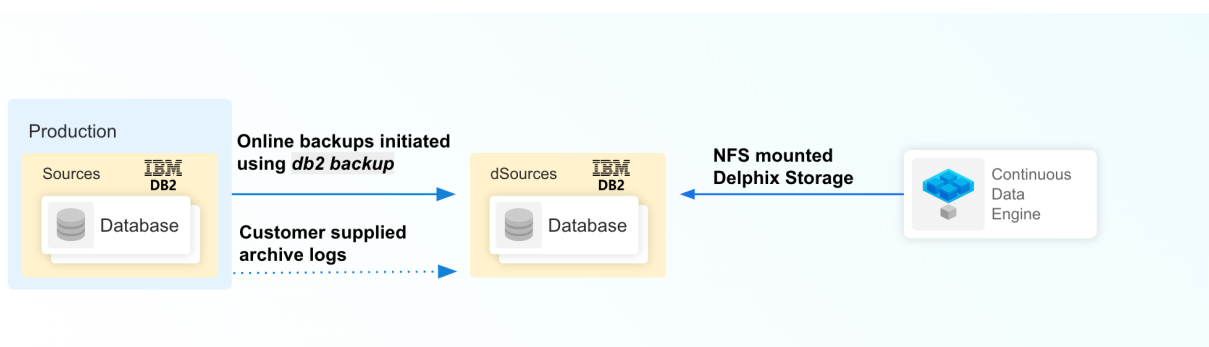 Production
Sources
IBM
DB2
Database
Online backups initiated
using db2 backup
Customer supplied
archive logs
dSources
IBM
DB2
Database
NFS mounted
Delphix Storage
Continuous
Data
Engine